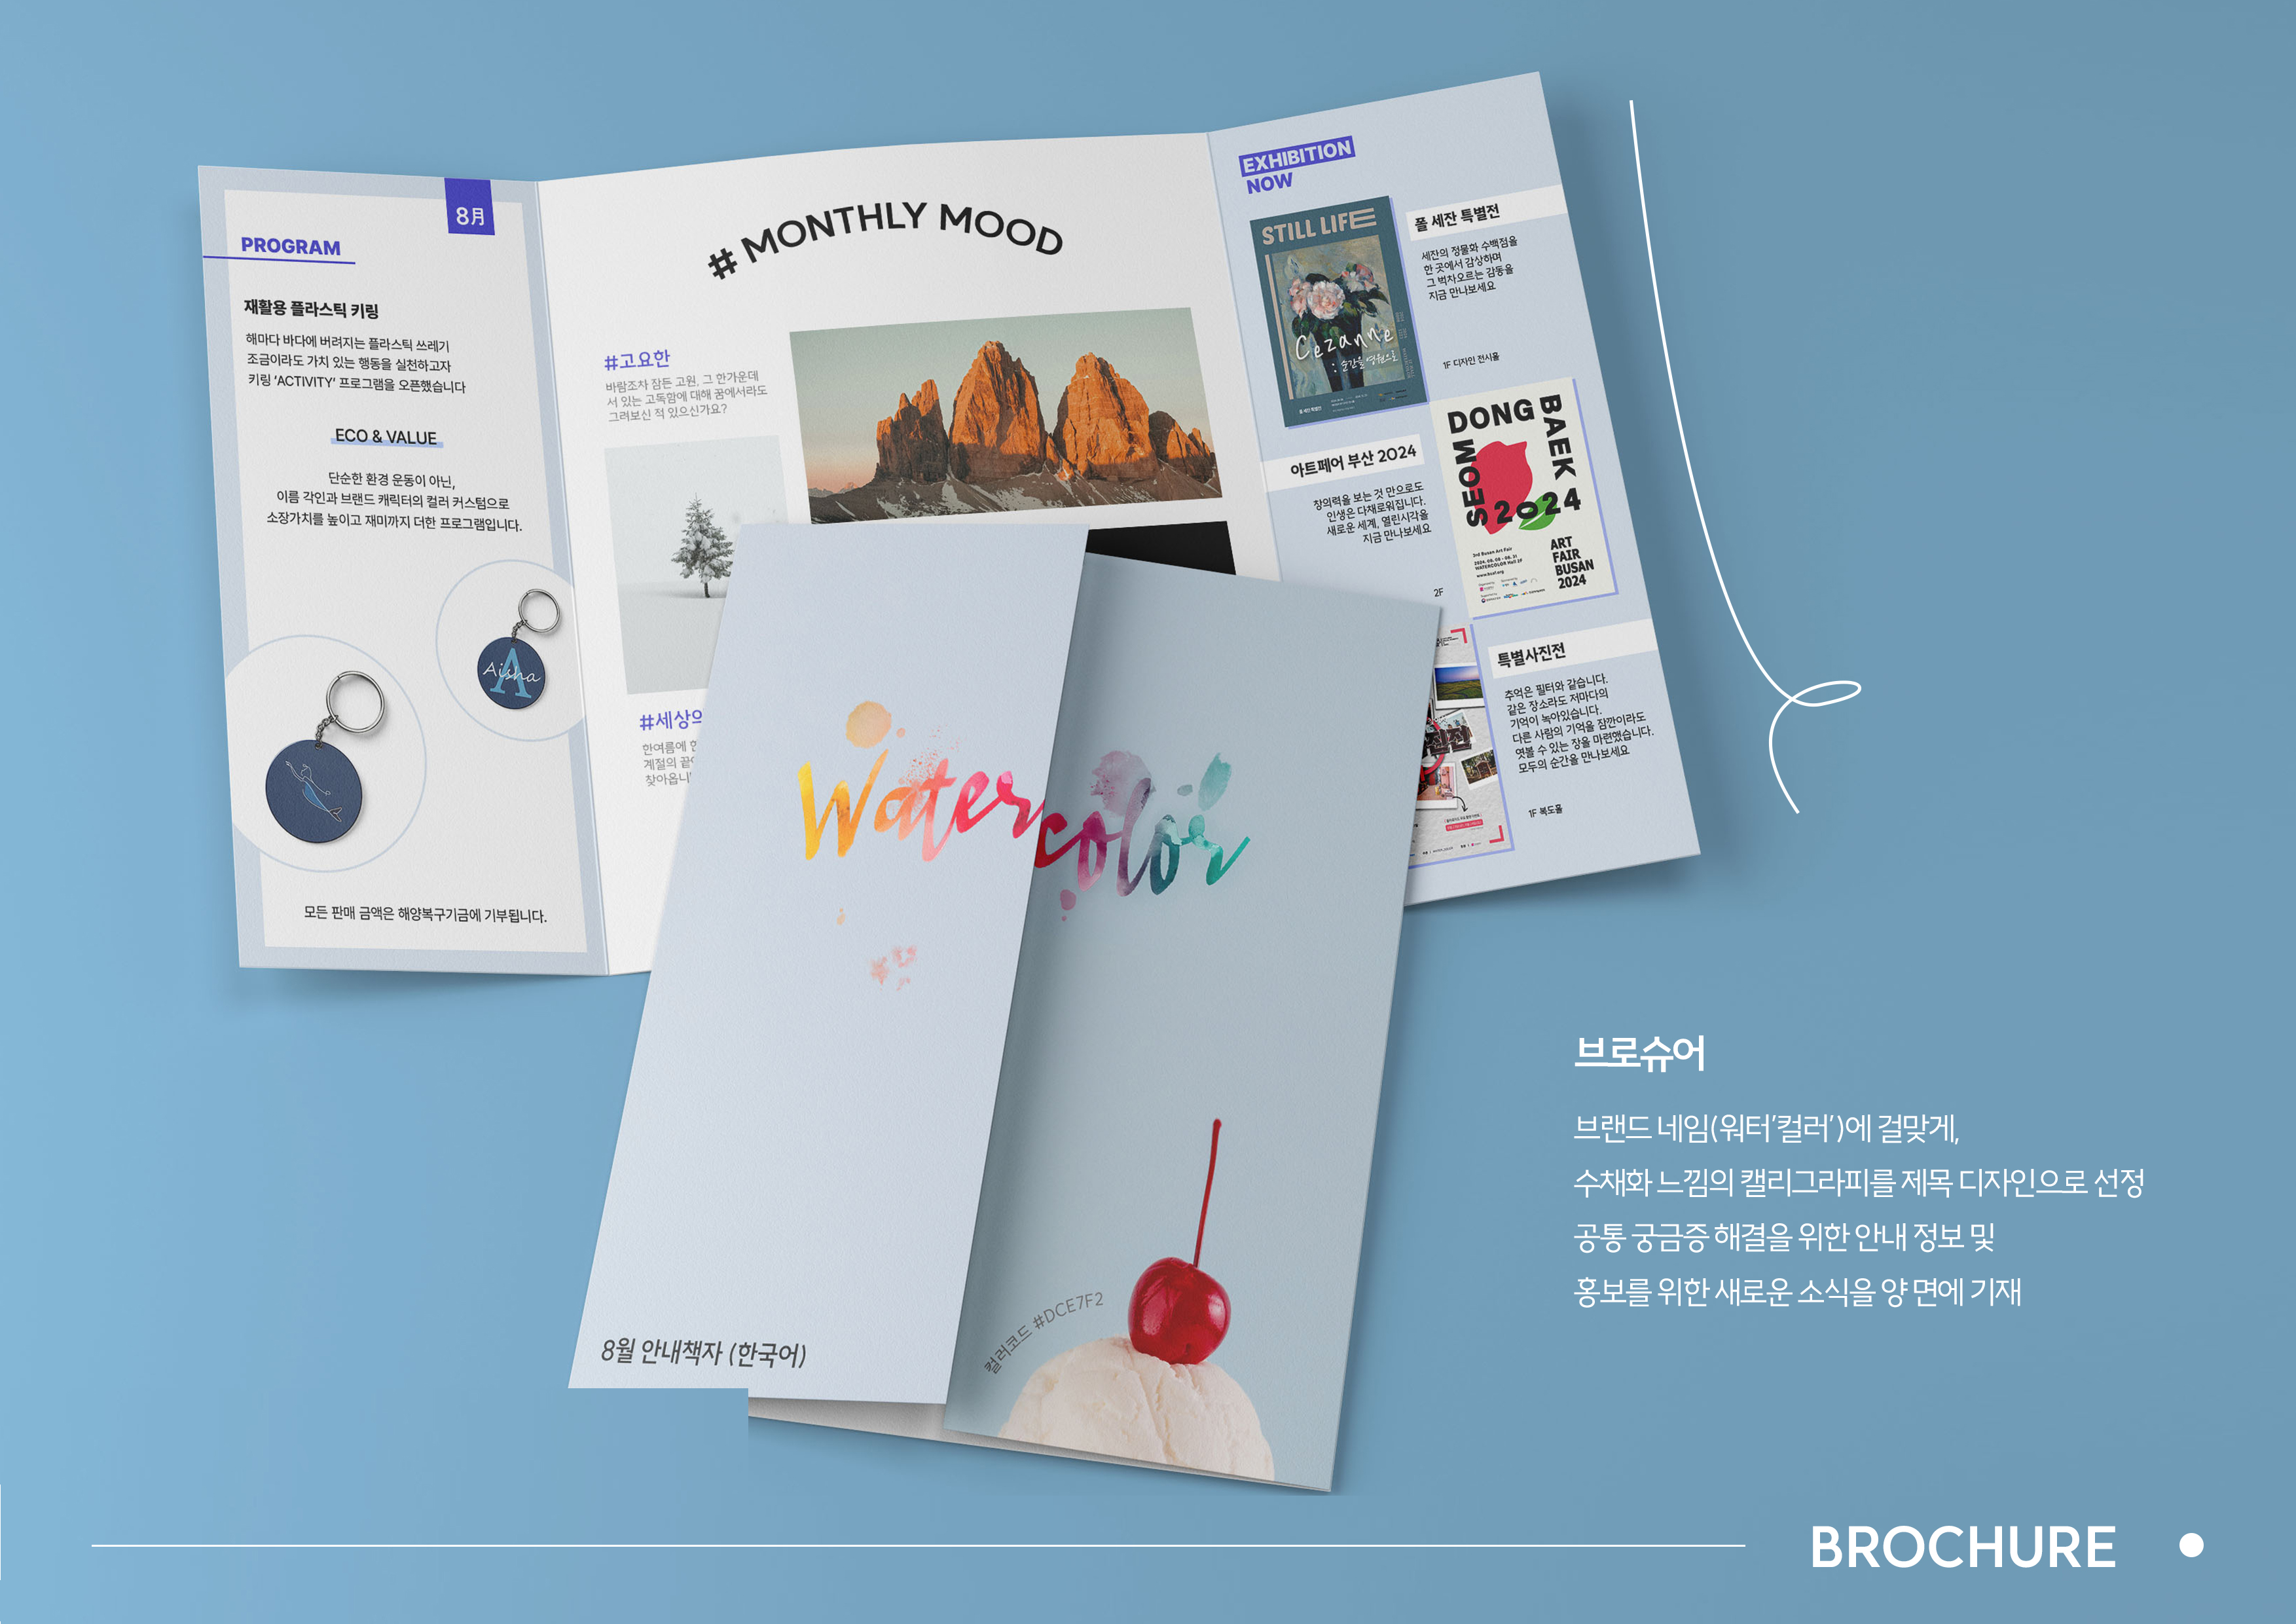 8月
PROGRAM
재활용 플라스틱 키링
해마다 바다에 버려지는 플라스틱 쓰레기
조금이라도 가치 있는 행동을 실천하고자
키링 ‘ACTIVITY’ 프로그램을 오픈했습니다
ECO & VALUE
단순한 환경 운동이 아닌,
이름 각인과 브랜드 캐릭터의 컬러 커스텀으로
소장가치를 높이고 재미까지 더한 프로그램입니다.
A
Aisha
모든 판매 금액은 해양복구기금에 기부됩니다.
# MONTHLY MOOD
#고요한
바람조차 잠든 고원, 그 한가운데
서 있는 고독함에 대해 꿈에서라도
그려보신 적 있으신가요?
#세상의
한여름에
계절의 끝
찾아옵니
EXHIBITION
NOW
STILL LIFE
Cezanne
: 순간을 영원으로
폴 세잔 특별전
폴 세잔 특별전
세잔의 정물화 수백점을
한 곳에서 감상하며
그 벅차오르는 감동을
지금 만나보세요
1F 디자인 전시홀
아트페어 부산 2024
창의력을 보는 것 만으로도
인생은 다채로워집니다.
새로운 세계, 열린시각을
지금 만나보세요
2F
DONG
BAEK
SEOMOES
2024
3rd Busan Art Fair
2024. 08. 08 - 08. 31
WATERCOLOR Hall 2F
ART
FAIR
BUSAN
2024
특별사진전
추억은 필터와 같습니다.
같은 장소라도 저마다의
기억이 녹아있습니다.
다른 사람의 기억을 잠깐이라도
엿볼 수 있는 장을 마련했습니다.
모두의 순간을 만나보세요
1F 복도홀
Watercolor
컬러코드 #DCE7F2
8월 안내책자 (한국어)
브로슈어
브랜드 네임(워터‘컬러’)에 걸맞게,
수채화 느낌의 캘리그라피를 제목 디자인으로 선정
공통 궁금증 해결을 위한 안내 정보 및
홍보를 위한 새로운 소식을 양 면에 기재
BROCHURE